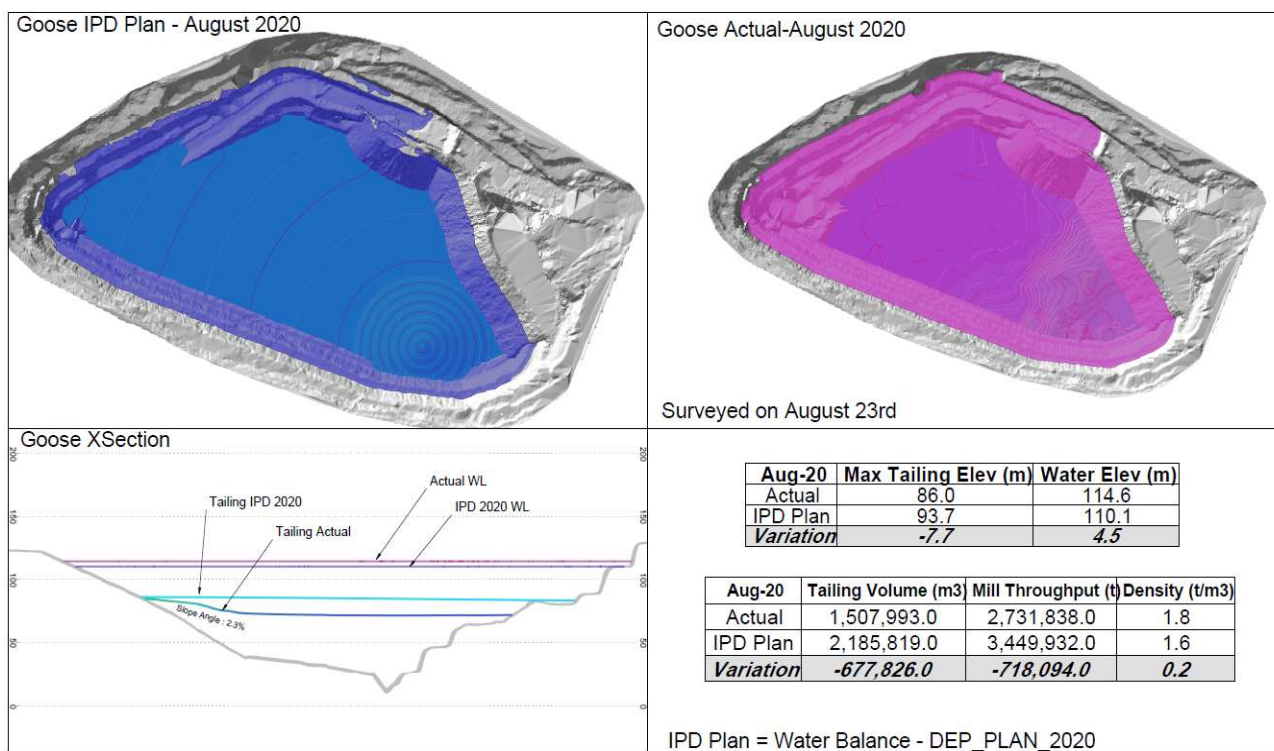 Goose IPD Plan - August 2020
Goose Actual-August 2020
Surveyed on August 23rd
Goose XSection
200
150
100
50
0
200
150
100
50
0
Actual WL
Tailing IPD 2020
IPD 2020 WL
Tailing Actual
Slope Angle : 2.3%
Aug-20 Max Tailing Elev (m) Water Elev (m)
Actual 86.0 114.6
IPD Plan 93.7 110.1
Variation -7.7 4.5
Aug-20 Tailing Volume (m3) Mill Throughput (t) Density (t/m3)
Actual 1,507,993.0 2,731,838.0 1.8
IPD Plan 2,185,819.0 3,449,932.0 1.6
Variation -677,826.0 -718,094.0 0.2
IPD Plan = Water Balance - DEP_PLAN_2020